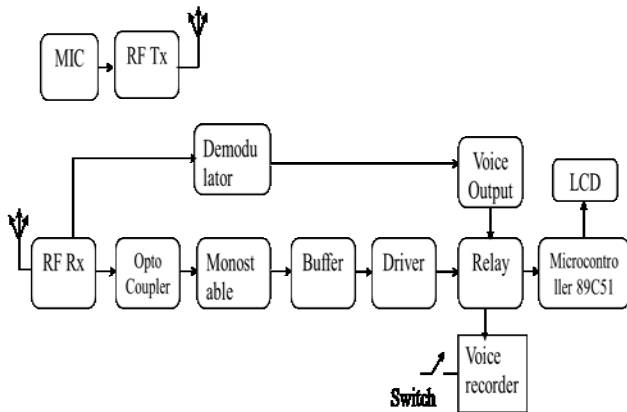 MIC
RF Tx
Demodu
lator
Voice
Output
LCD
RF Rx
Opto
Coupler
Monost
able
Buffer
Driver
Relay
Microcontro
ller 89C51
Switch
Voice
recorder